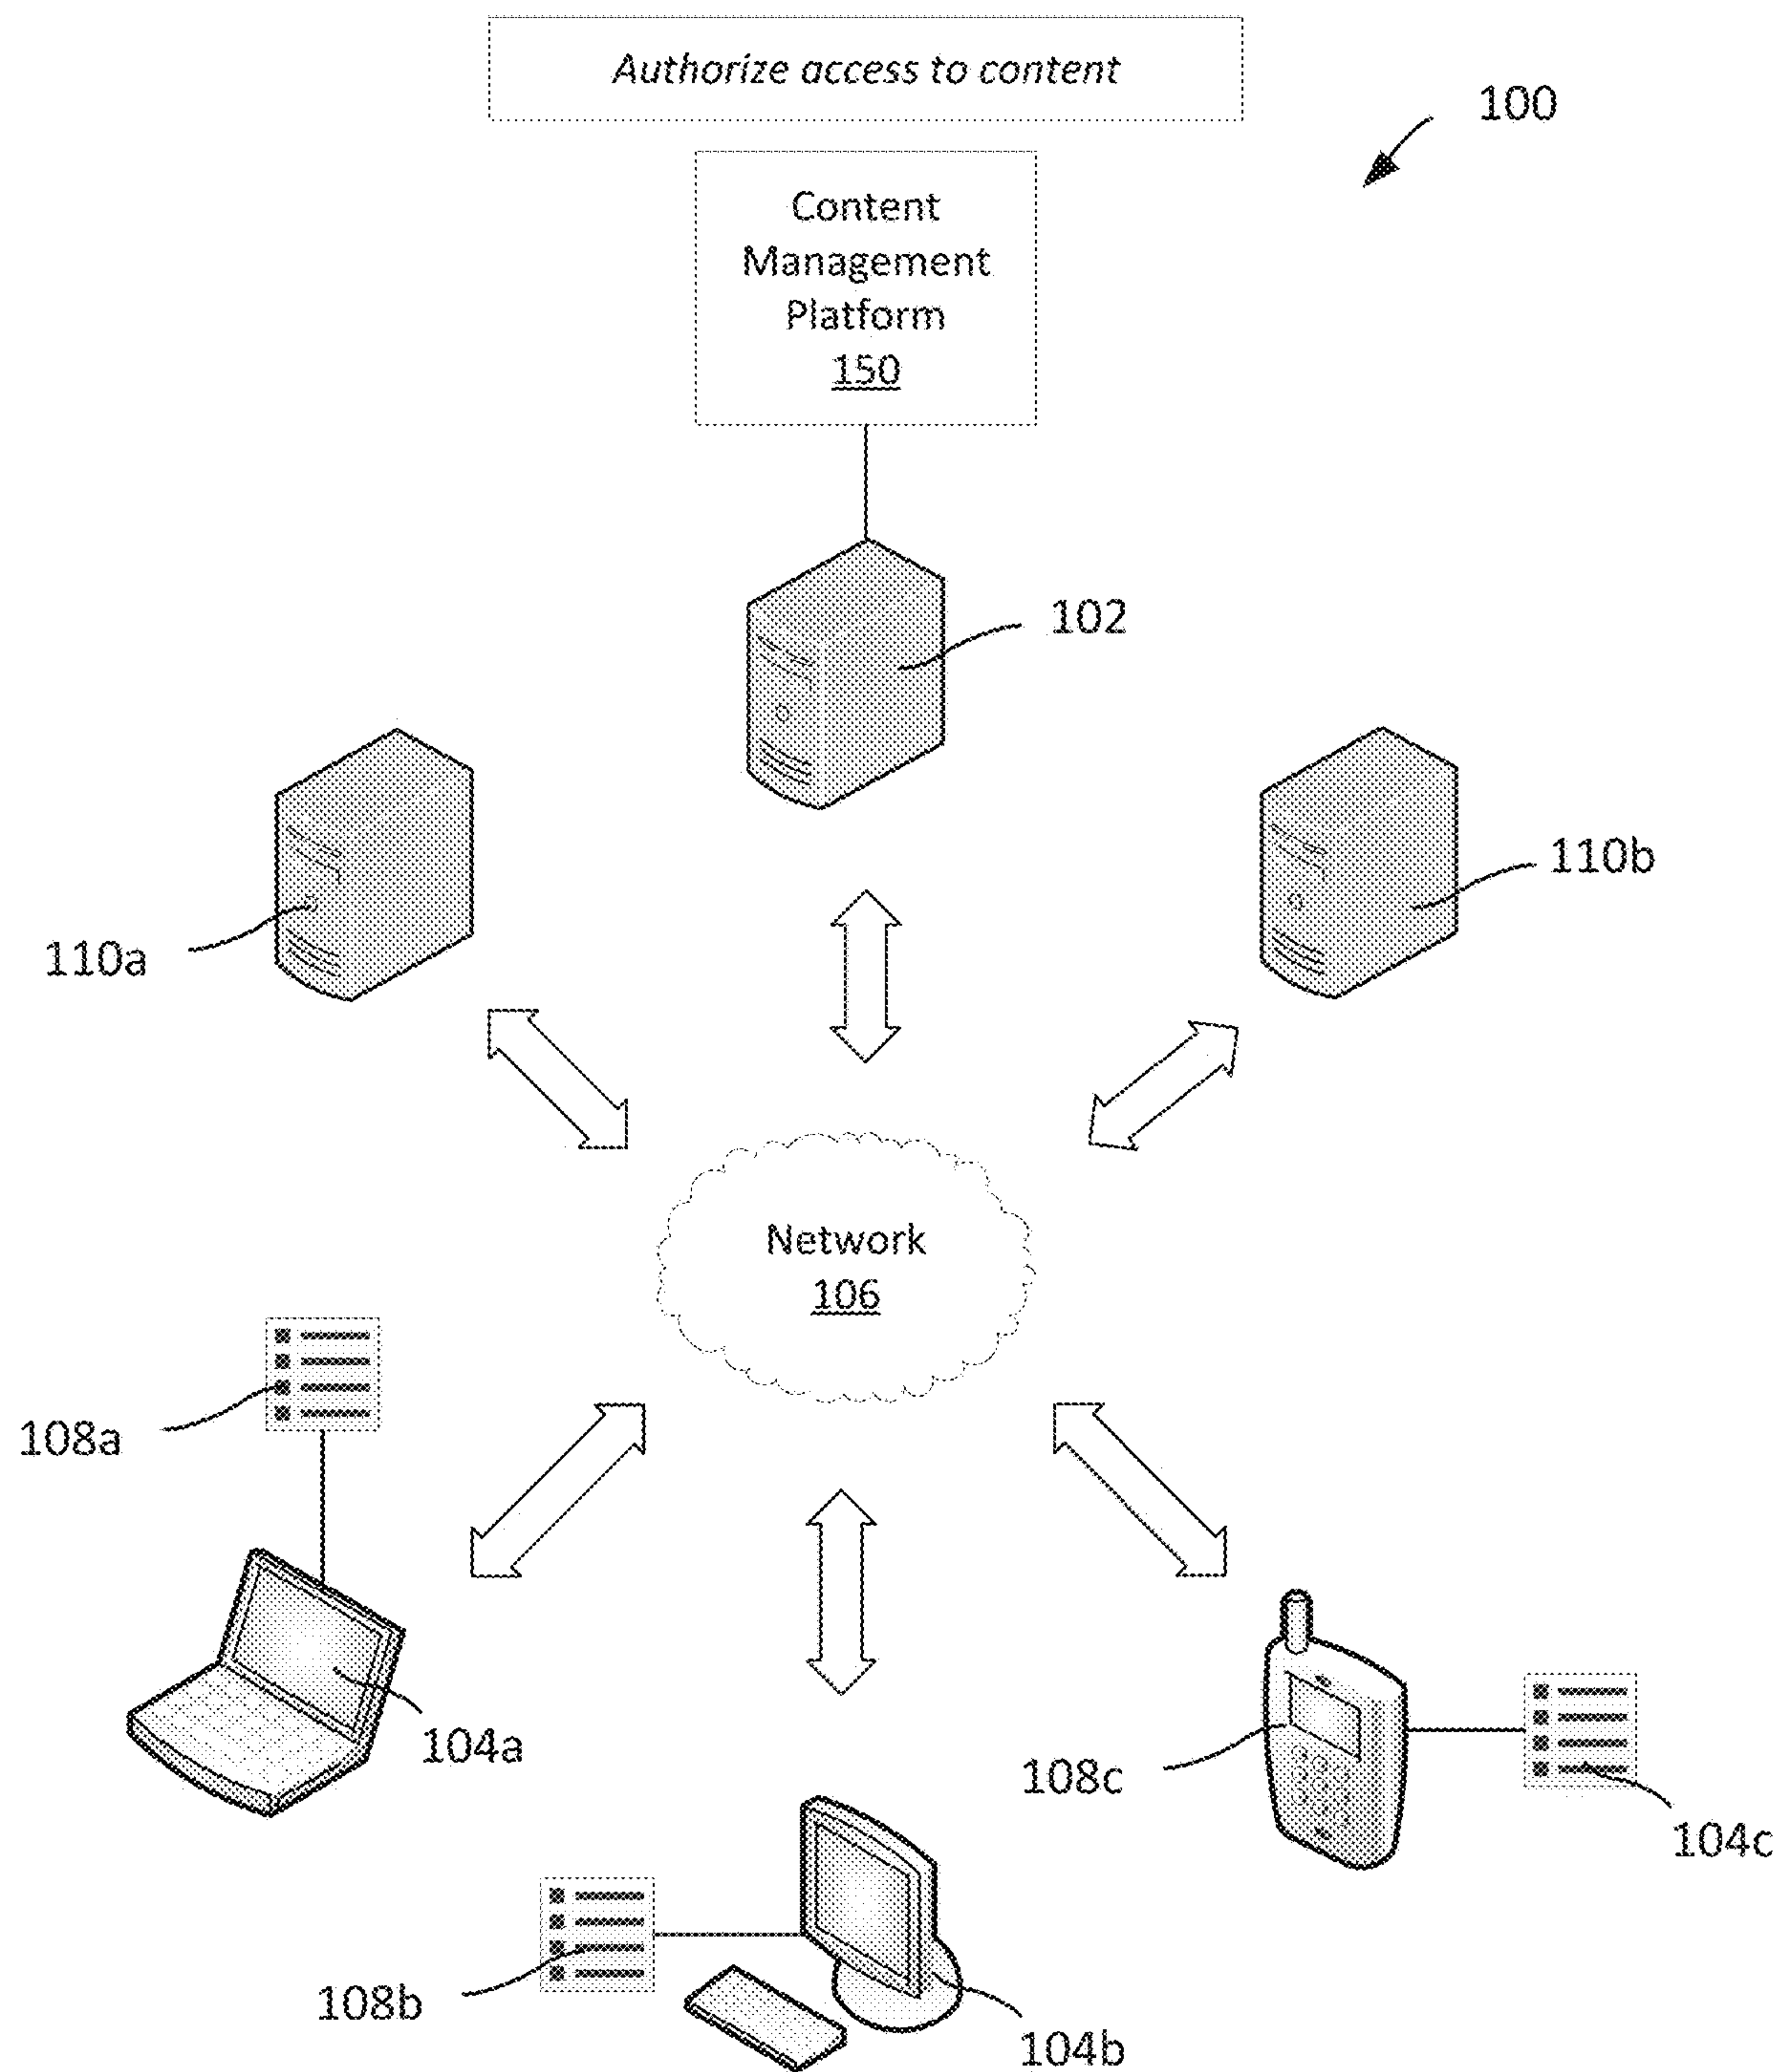 Authorize access to content
100
Content
Management
Platform
150
102
110b
110a
Network
106
108a
104a
108c
104c
108b
104b